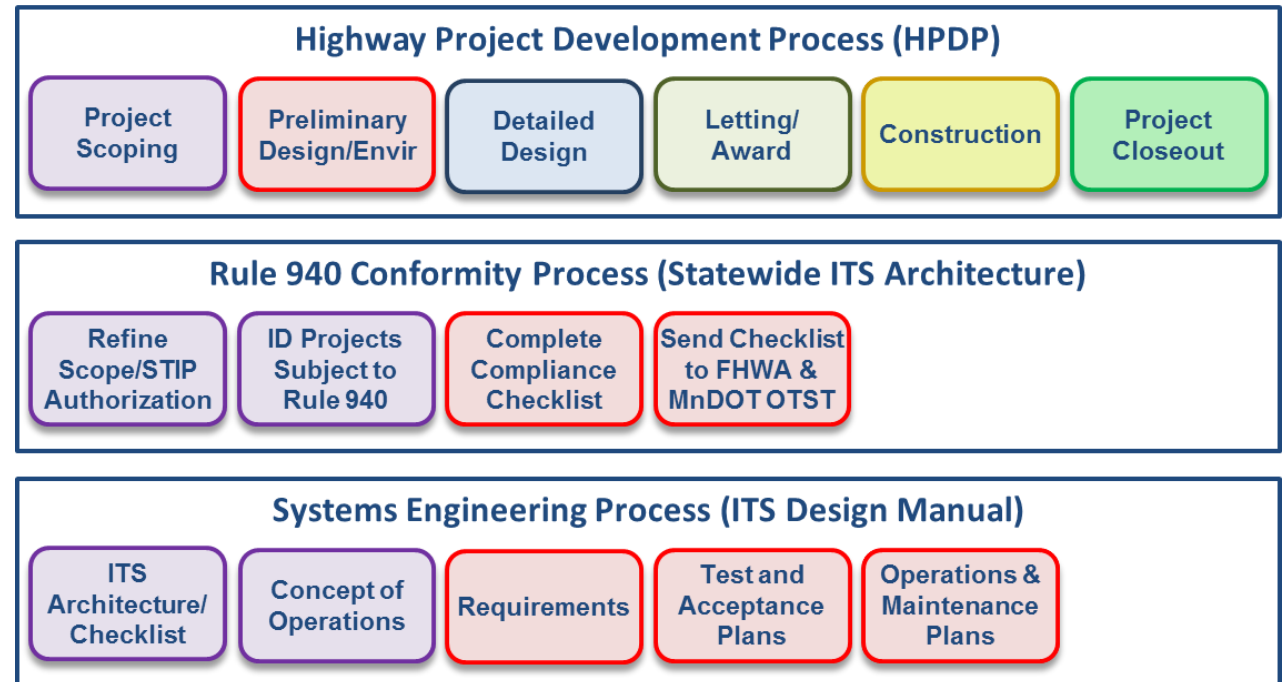 Highway Project Development Process (HPDP)
Project
Scoping
Preliminary
Design/Envir
Detailed
Design
Letting/
Award
Construction
Project
Closeout
Rule 940 Conformity Process (Statewide ITS Architecture)
Refine
Scope/STIP
Authorization
ID Projects
Subject to
Rule 940
Complete
Compliance
Checklist
Send Checklist
to FHWA &
MnDOT OTST
Systems Engineering Process (ITS Design Manual)
ITS
Architecture/
Checklist
Concept of
Operations
Requirements
Test and
Acceptance
Plans
Operations &
Maintenance
Plans